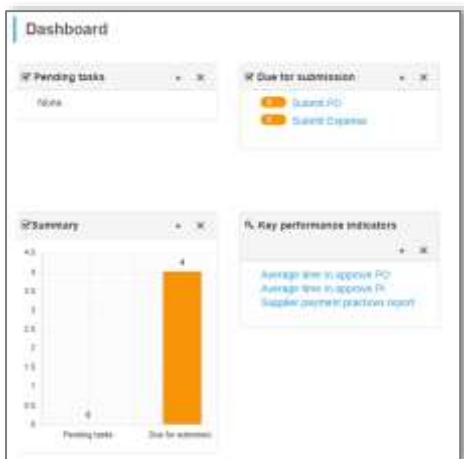 Dashboard
Pending tasks
None
Due for submission
Submit PO
Submit Expense
Summary
4.5
4
3.5
3
2.5
2
1.5
1
0.5
0
0
4
Pending tasks
Due for submission
Key performance indicators
Average time to approve PO
Average time to approve PI
Supplier payment practices report